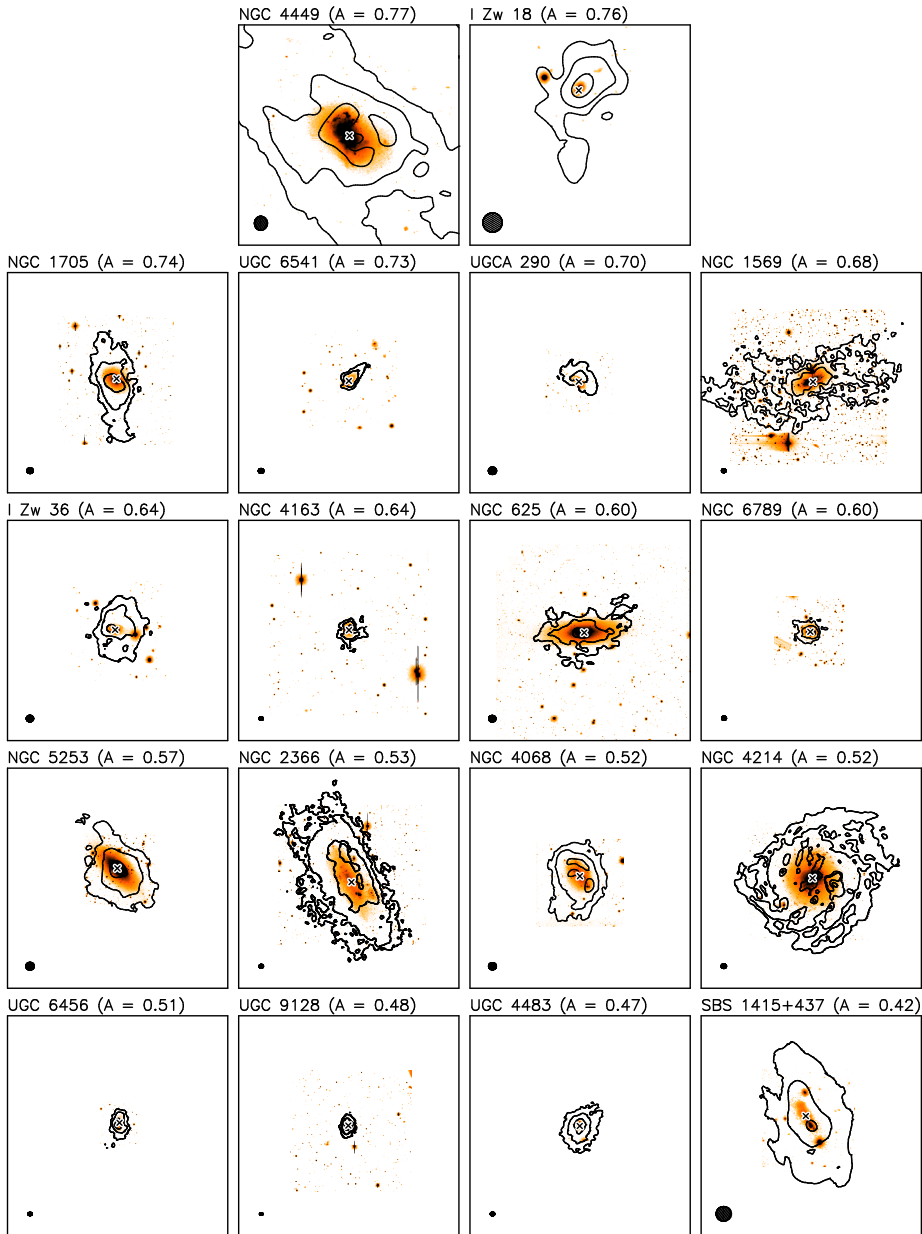 NGC 4449 (A = 0.77)
I Zw 18 (A = 0.76)
NGC 1705 (A = 0.74)
UGC 6541 (A = 0.73)
UGCA 290 (A = 0.70)
NGC 1569 (A = 0.68)
I Zw 36 (A = 0.64)
NGC 4163 (A = 0.64)
NGC 625 (A = 0.60)
NGC 6789 (A = 0.60)
NGC 5253 (A = 0.57)
NGC 2366 (A = 0.53)
NGC 4068 (A = 0.52)
NGC 4214 (A = 0.52)
UGC 6456 (A = 0.51)
UGC 9128 (A = 0.48)
UGC 4483 (A = 0.47)
SBS 1415+437 (A = 0.42)